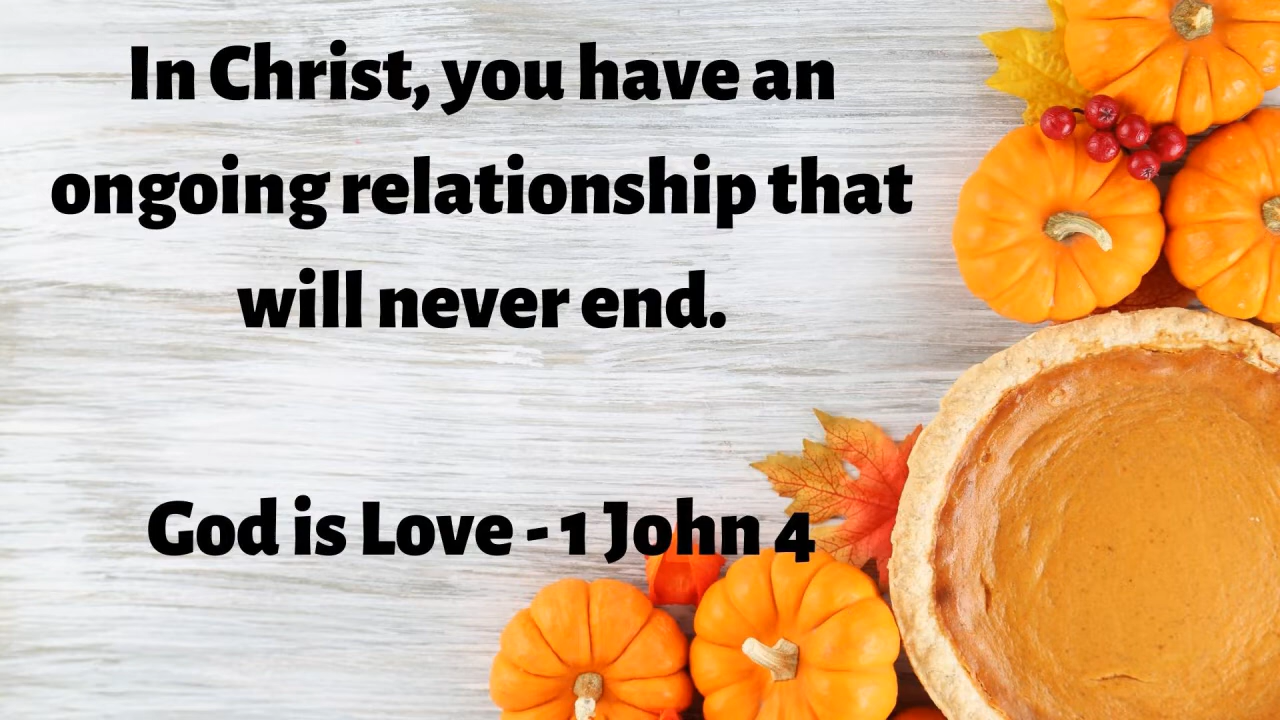 In Christ, you have an
ongoing relationship that
will never end.
God is Love - 1 John 4